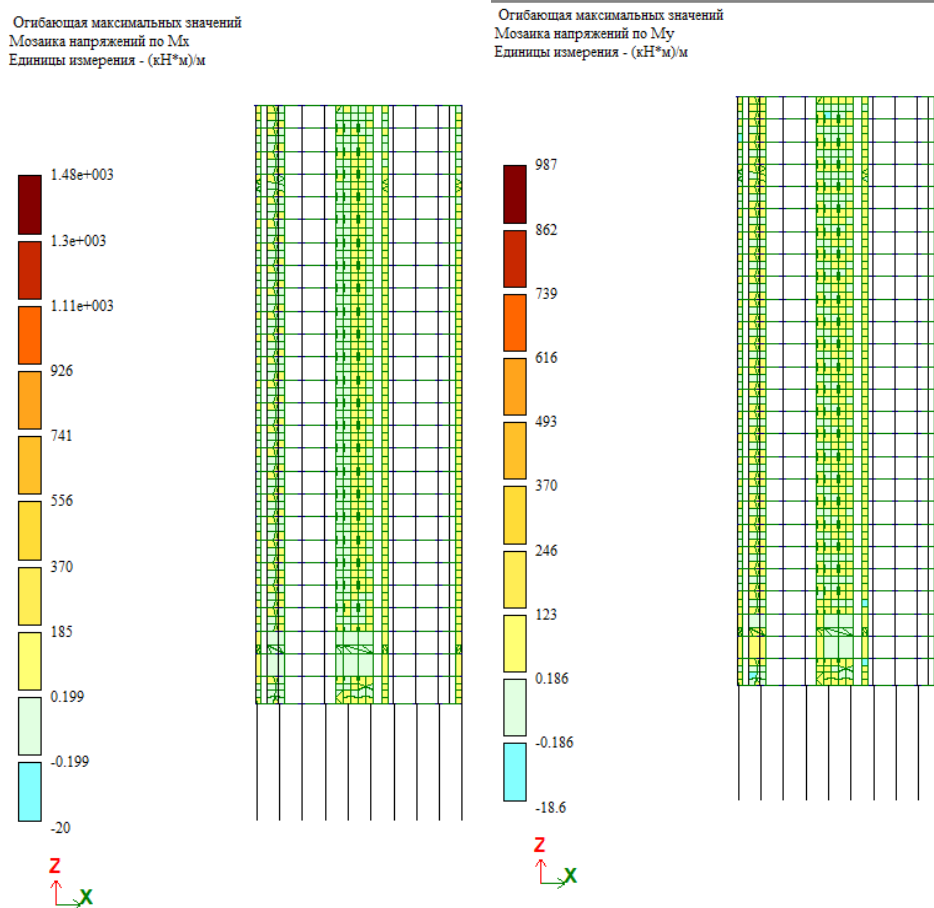 Огибающая максимальных значений
Мозаика напряжений по Mx
Единицы измерения - (кН*м)/м
1.48e+003
1.3e+003
1.11e+003
926
741
556
370
185
0.199
-0.199
-20
Z
X
Огибающая максимальных значений
Мозаика напряжений по My
Единицы измерения - (кН*м)/м
987
862
739
616
493
370
246
123
0.186
-0.186
-18.6
Z
X